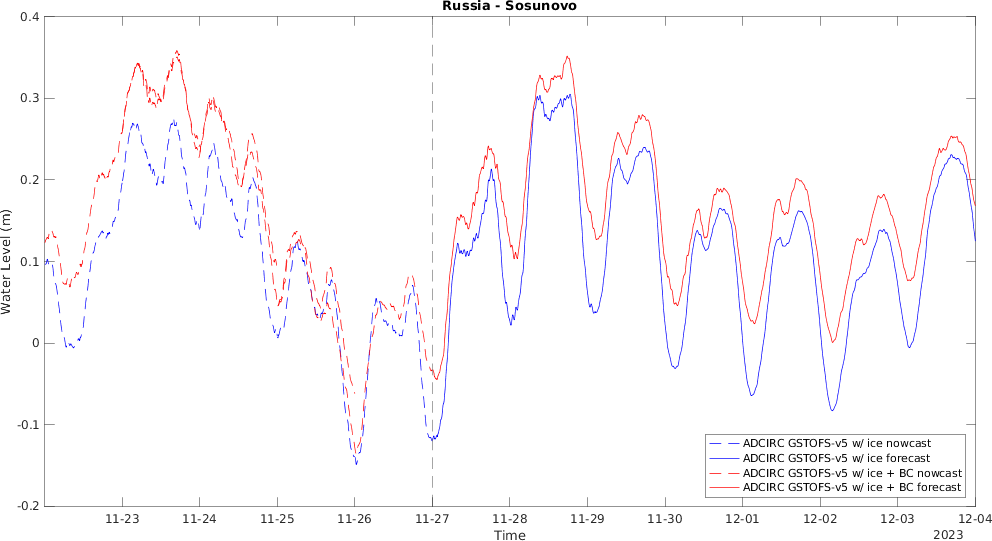 Russia - Sosunovo
0.4
0.3
0.2
0.1
0
-0.1
-0.2
Water Level (m)
ADCIRC GSTOFS-v5 w/ ice nowcast
ADCIRC GSTOFS-v5 w/ ice forecast
ADCIRC GSTOFS-v5 w/ ice + BC nowcast
ADCIRC GSTOFS-v5 w/ ice + BC forecast
11-23 11-24 11-25 11-26 11-27 11-28 11-29 11-30 12-01 12-02 12-03 12-04
Time
2023